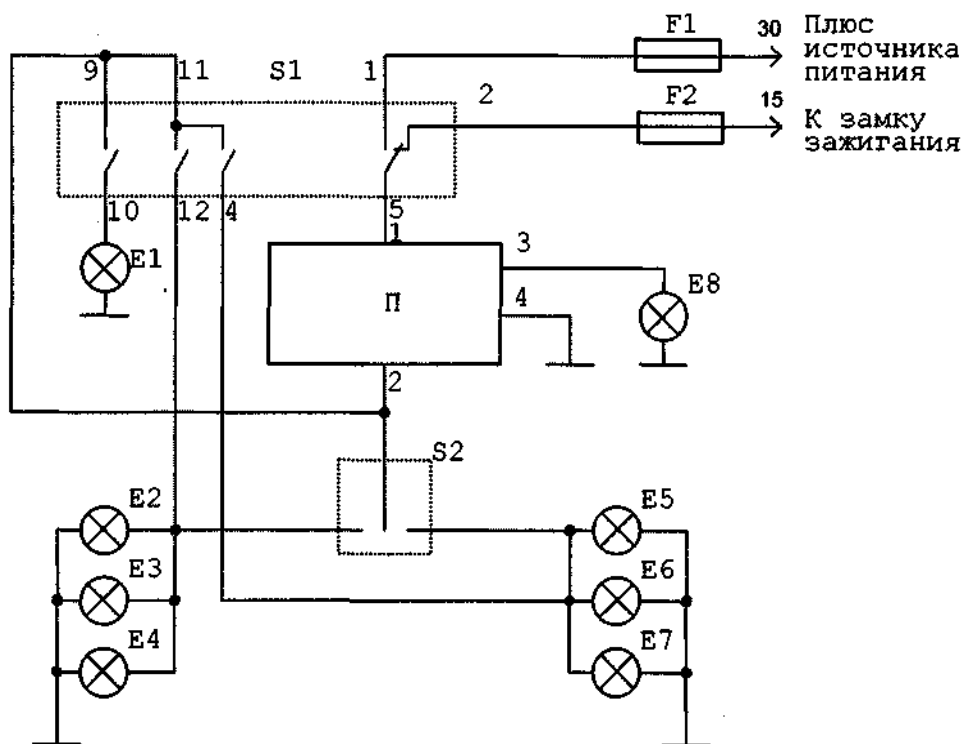 F1
30 Плюс
источника
питания
9
11
S1
1
2
F2
15
К замку
зажигания
10
12
4
5
1
3
E1
П
4
E8
2
S2
E2
E5
E3
E6
E4
E7